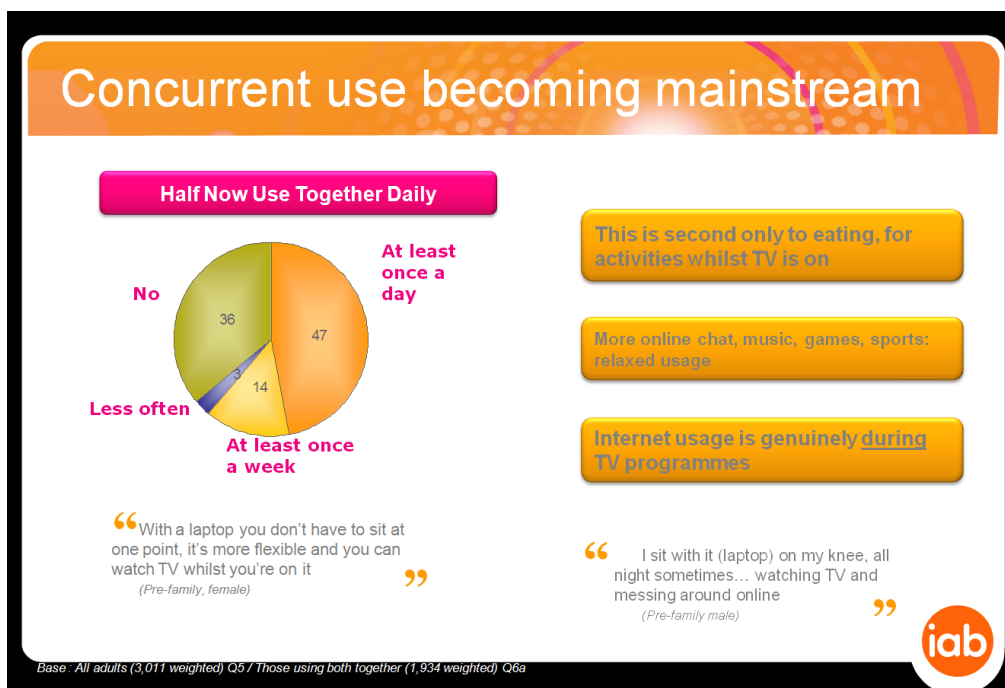 Concurrent use becoming mainstream
Half Now Use Together Daily
At least
once a
day
No
36
47
3
14
Less often
At least once
a week
This is second only to eating, for
activities whilst TV is on
More online chat, music, games, sports:
relaxed usage
Internet usage is genuinely during
TV programmes
“With a laptop you don’t have to sit at
one point, it’s more flexible and you can
watch TV whilst you’re on it ”
(Pre-family, female)
“ I sit with it (laptop) on my knee, all
night sometimes… watching TV and
messing around online ”
(Pre-family male)
iab
Base : All adults (3,011 weighted) Q5 / Those using both together (1,934 weighted) Q6a